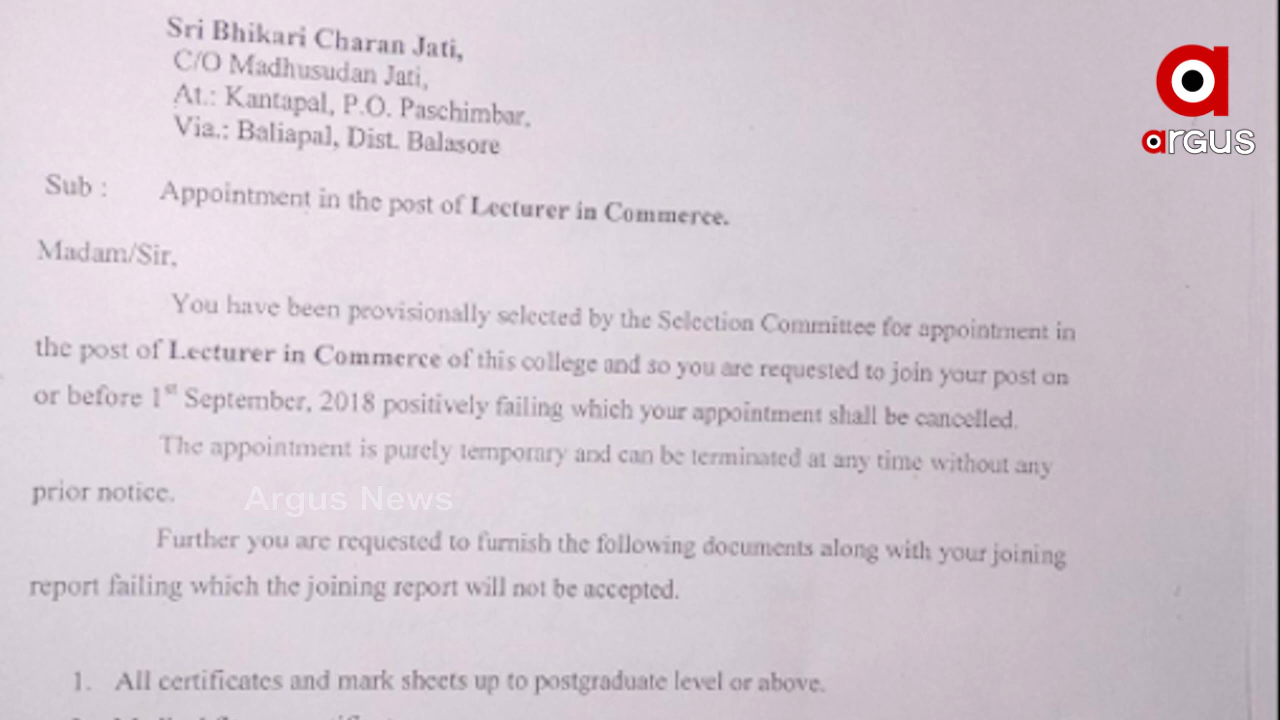 Sri Bhikari Charan Jati,
C/O Madhusudan Jati,
At.: Kantapal, P.O. Paschimbar,
Via.: Baliapal, Dist. Balasore
argus
Sub : Appointment in the post of Lecturer in Commerce.
Madam/Sir,
You have been provisionally selected by the Selection Committee for appointment in
the post of Lecturer in Commerce of this college and so you are requested to join your post on
or before 1st September, 2018 positively failing which your appointment shall be cancelled.
The appointment is purely temporary and can be terminated at any time without any
prior notice.
Argus News
Further you are requested to furnish the following documents along with your joining
report failing which the joining report will not be accepted.
1. All certificates and mark sheets up to postgraduate level or above.